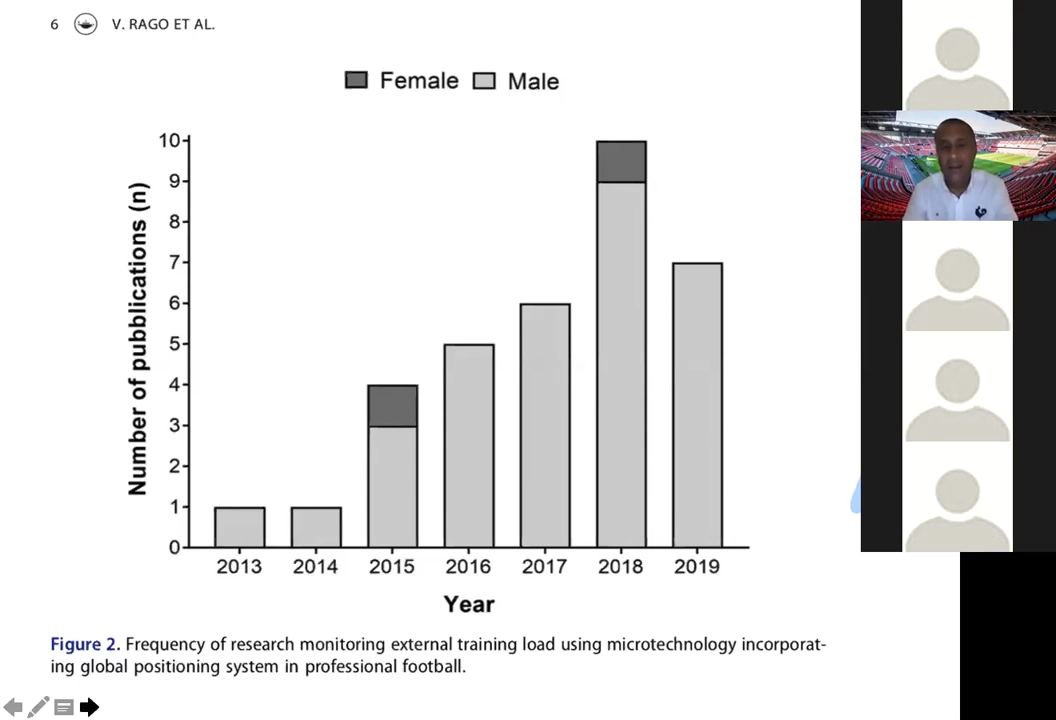 6 V. RAGO ET AL.
Female Male
Number of pubblications (n)
10
9
8
7
6
5
4
3
2
1
0
2013 2014 2015 2016 2017 2018 2019
Year
Figure 2. Frequency of research monitoring external training load using microtechnology incorporat-
ing global positioning system in professional football.